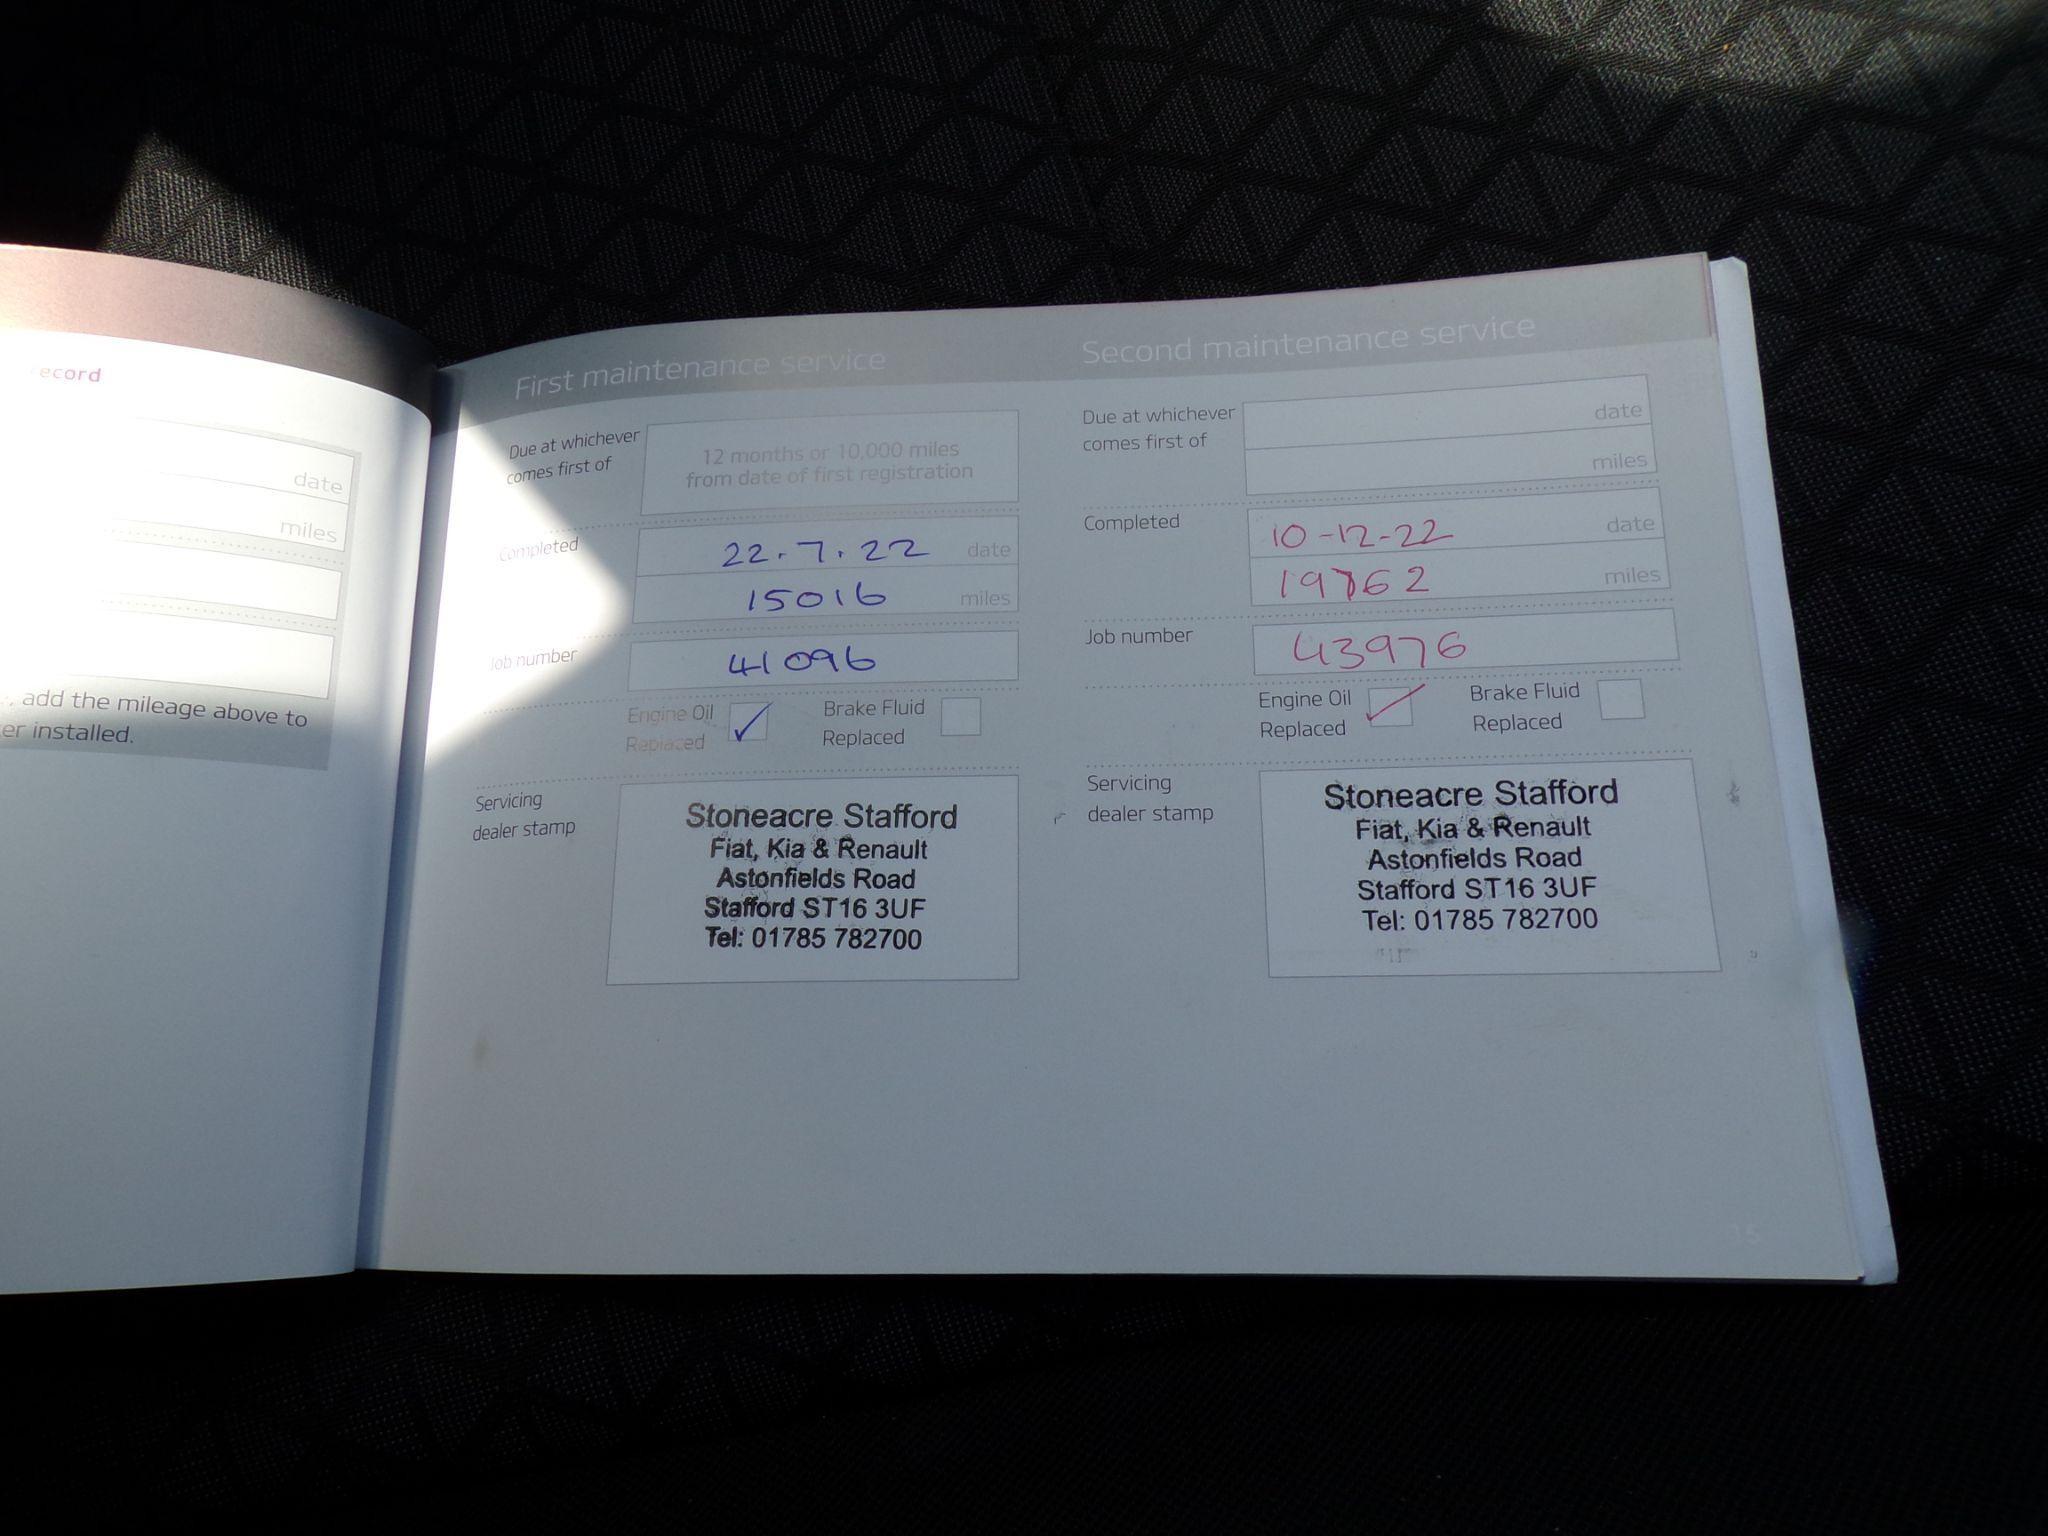 ecord
date
miles
, add the mileage above to
er installed.
First maintenance service
Due at whichever
comes first of
12 months or 10,000 miles
from date of first registration
Completed
22.7.22 date
15016 miles
Job number
41096
Engine Oil
Replaced
Brake Fluid
Replaced
Servicing
dealer stamp
Stoneacre Stafford
Fiat, Kia & Renault
Astonfields Road
Stafford ST16 3UF
Tel: 01785 782700
Second maintenance service
Due at whichever
comes first of
date
miles
Completed
10-12-22 date
19762 miles
Job number
43976
Engine Oil
Replaced
Brake Fluid
Replaced
Servicing
dealer stamp
Stoneacre Stafford
Fiat, Kia & Renault
Astonfields Road
Stafford ST16 3UF
Tel: 01785 782700
15